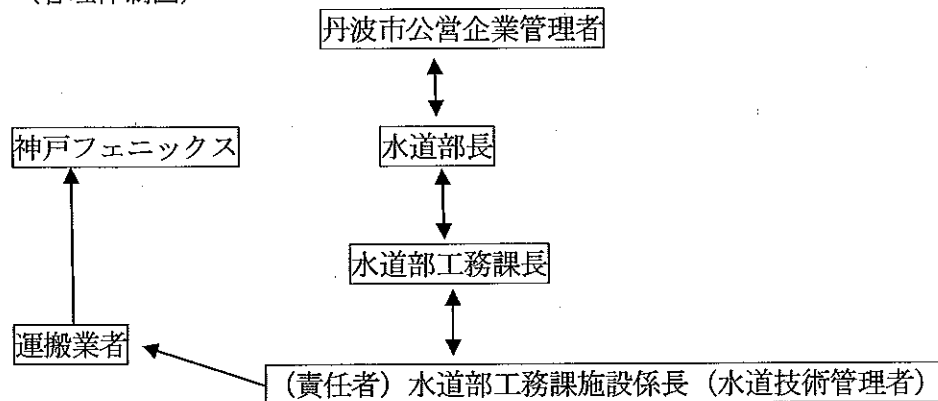 丹波市公営企業管理者
神戸フェニックス
水道部長
水道部工務課長
運搬業者
（責任者）水道部工務課施設係長（水道技術管理者）